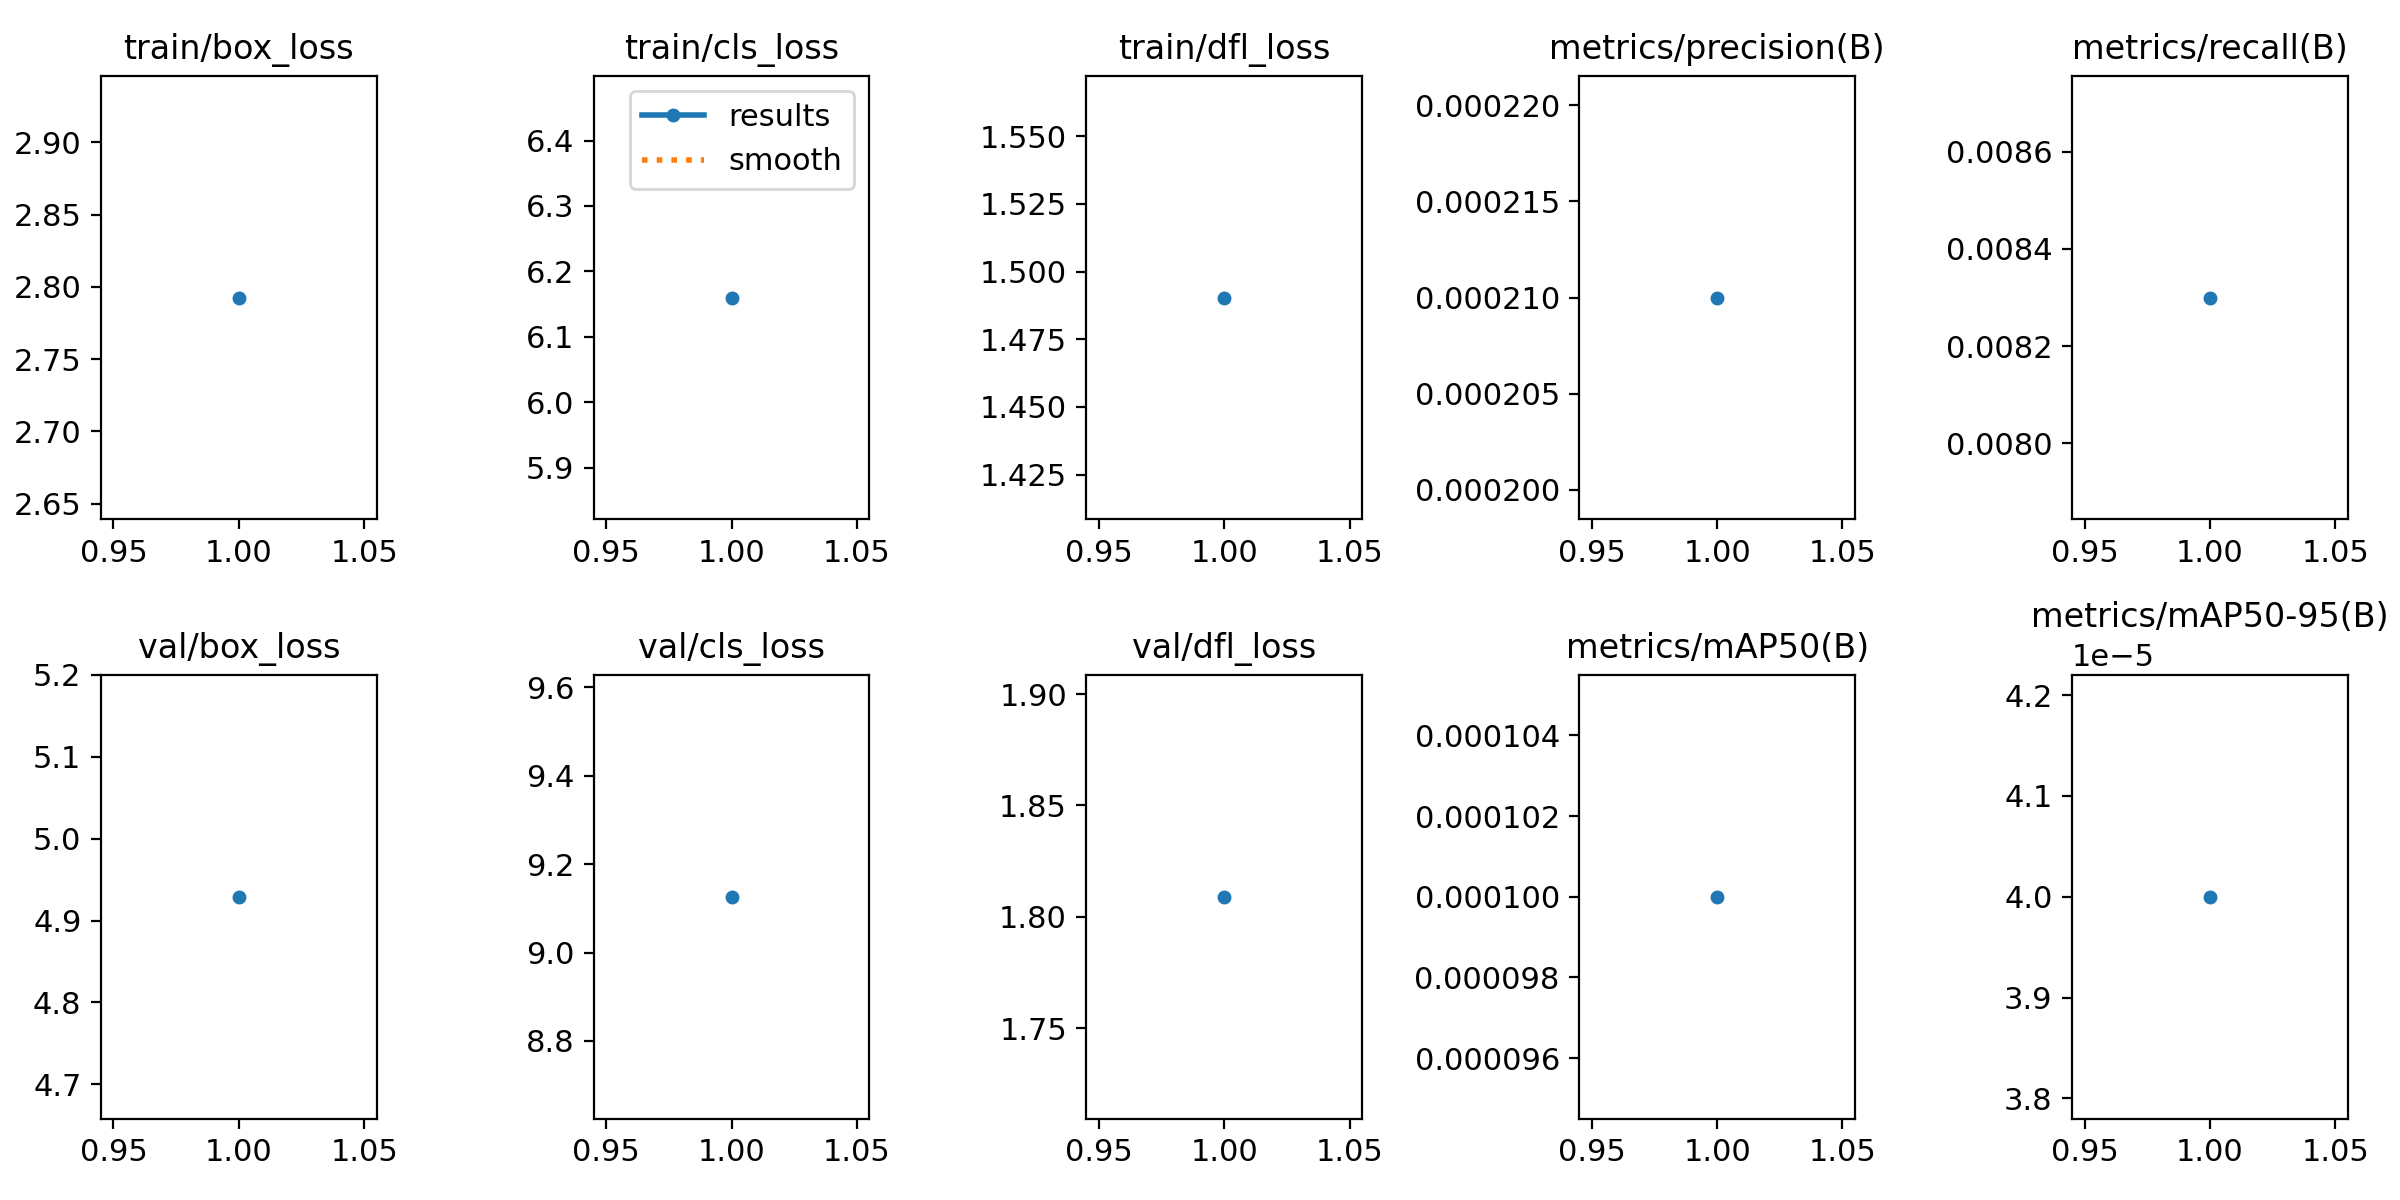 train/box_loss
2.90
2.85
2.80
2.75
2.70
2.65
0.95 1.00 1.05
train/cls_loss
results
smooth
6.4
6.3
6.2
6.1
6.0
5.9
0.95 1.00 1.05
train/dfl_loss
1.550
1.525
1.500
1.475
1.450
1.425
0.95 1.00 1.05
metrics/precision(B)
0.000220
0.000215
0.000210
0.000205
0.000200
0.95 1.00 1.05
metrics/recall(B)
0.0086
0.0084
0.0082
0.0080
0.95 1.00 1.05
val/box_loss
5.2
5.1
5.0
4.9
4.8
4.7
0.95 1.00 1.05
val/cls_loss
9.6
9.4
9.2
9.0
8.8
0.95 1.00 1.05
val/dfl_loss
1.90
1.85
1.80
1.75
0.95 1.00 1.05
metrics/mAP50(B)
0.000104
0.000102
0.000100
0.000098
0.000096
0.95 1.00 1.05
metrics/mAP50-95(B)
1e−5
4.2
4.1
4.0
3.9
3.8
0.95 1.00 1.05